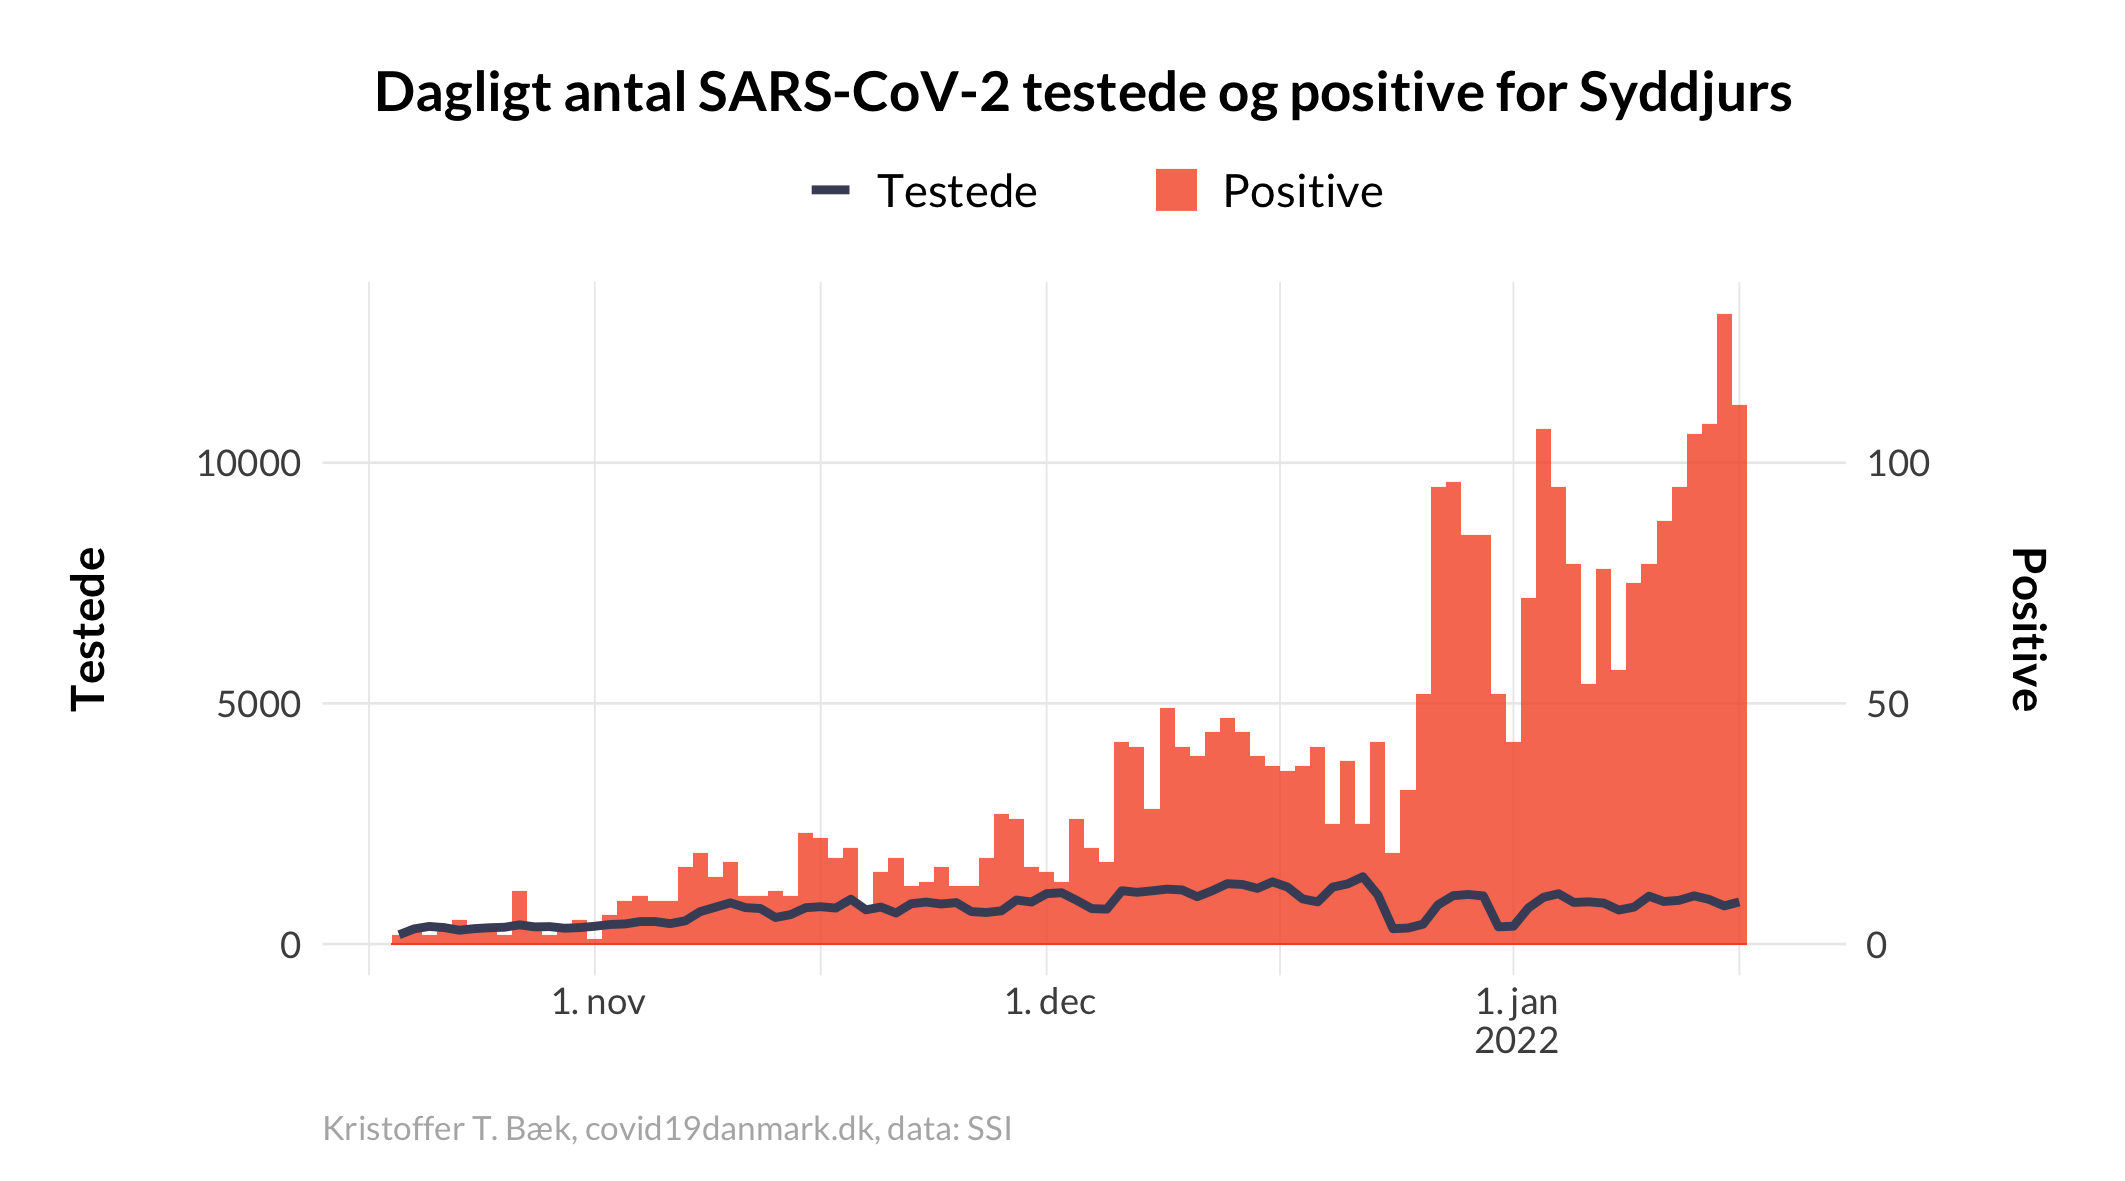 Dagligt antal SARS-CoV-2 testede og positive for Syddjurs
Testede
Positive
10000
5000
0
Testede
100
50
0
Positive
1. nov
1. dec
1. jan
2022
Kristoffer T. Bæk, covid19danmark.dk, data: SSI